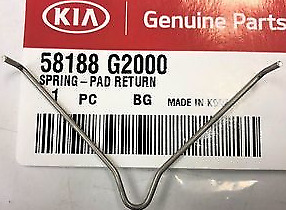 KIA
Genuine Parts
58188 G2000
SPRING-PAD RETURN
1 PC BG MADE IN